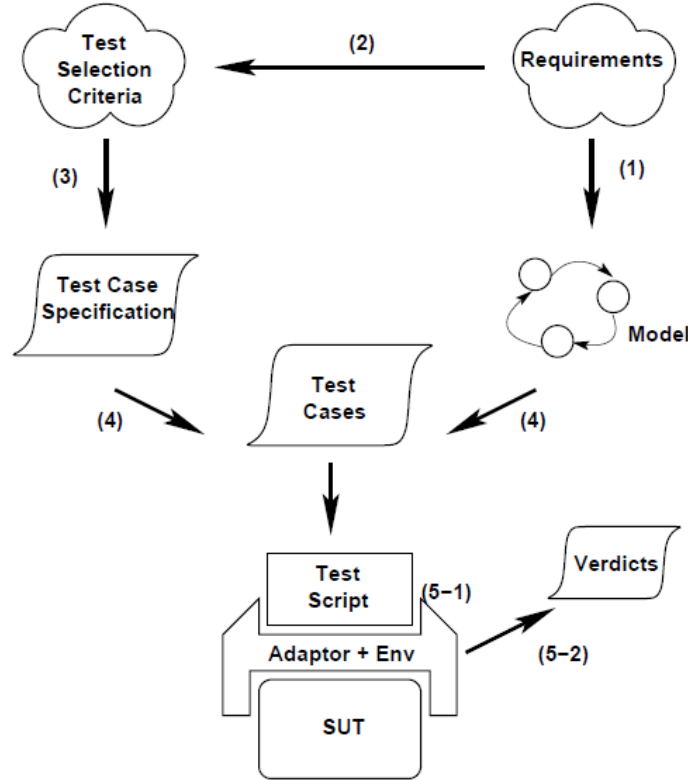 Test
Selection
Criteria
(2)
Requirements
(3)
(1)
Test Case
Specification
Model
(4)
Test
Cases
(4)
Test
Script
(5-1)
Verdicts
Adaptor + Env
(5-2)
SUT